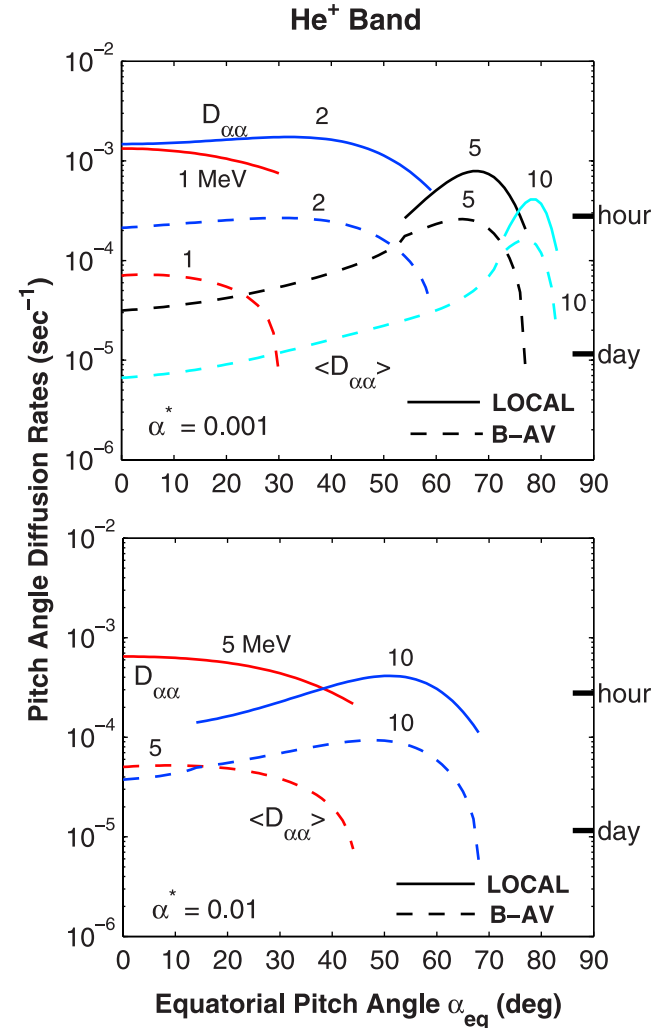 He⁺ Band
Pitch Angle Diffusion Rates (sec⁻¹)
10⁻²
10⁻³
10⁻⁴
10⁻⁵
10⁻⁶
D_αα
2
1 MeV
5
10
2
5
1
10
<D_αα>
hour
day
α* = 0.001
LOCAL
B–AV
0 10 20 30 40 50 60 70 80 90
10⁻²
10⁻³
10⁻⁴
10⁻⁵
10⁻⁶
5 MeV
D_αα
10
10
5
<D_αα>
hour
day
α* = 0.01
LOCAL
B–AV
0 10 20 30 40 50 60 70 80 90
Equatorial Pitch Angle α_eq (deg)